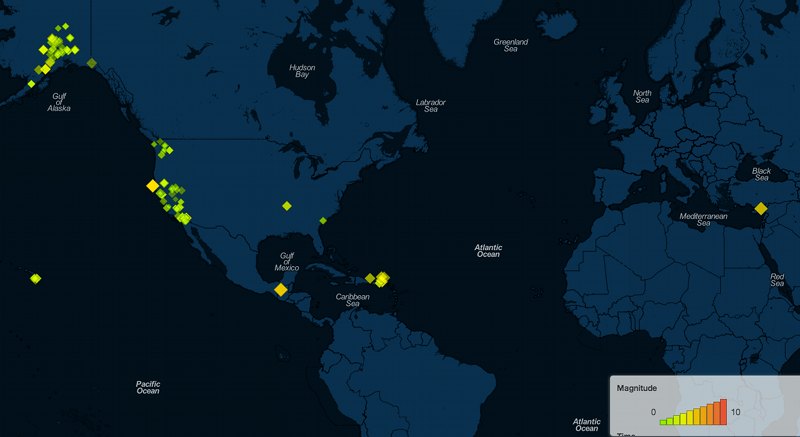 Greenland
Sea
Hudson
Bay
North
Sea
Gulf
of
Alaska
Labrador
Sea
Black
Sea
Mediterranean
Sea
Atlantic
Ocean
Gulf
of
Mexico
Red
Sea
Caribbean
Sea
Pacific
Ocean
Magnitude
0 10
Atlantic
Ocean